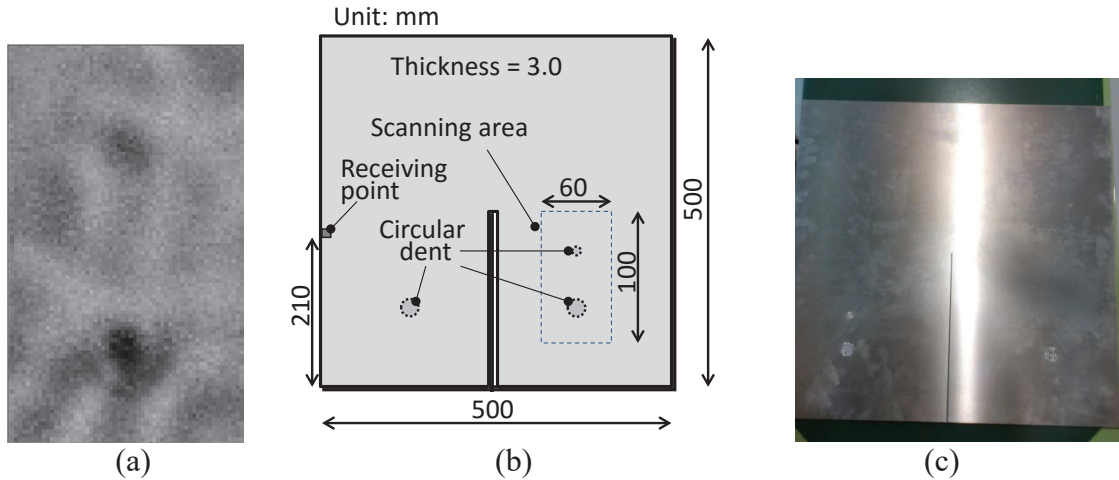 Unit: mm
Thickness = 3.0
Scanning area
Receiving
point
60
Circular
dent
100
210
500
500
(a)
(b)
(c)